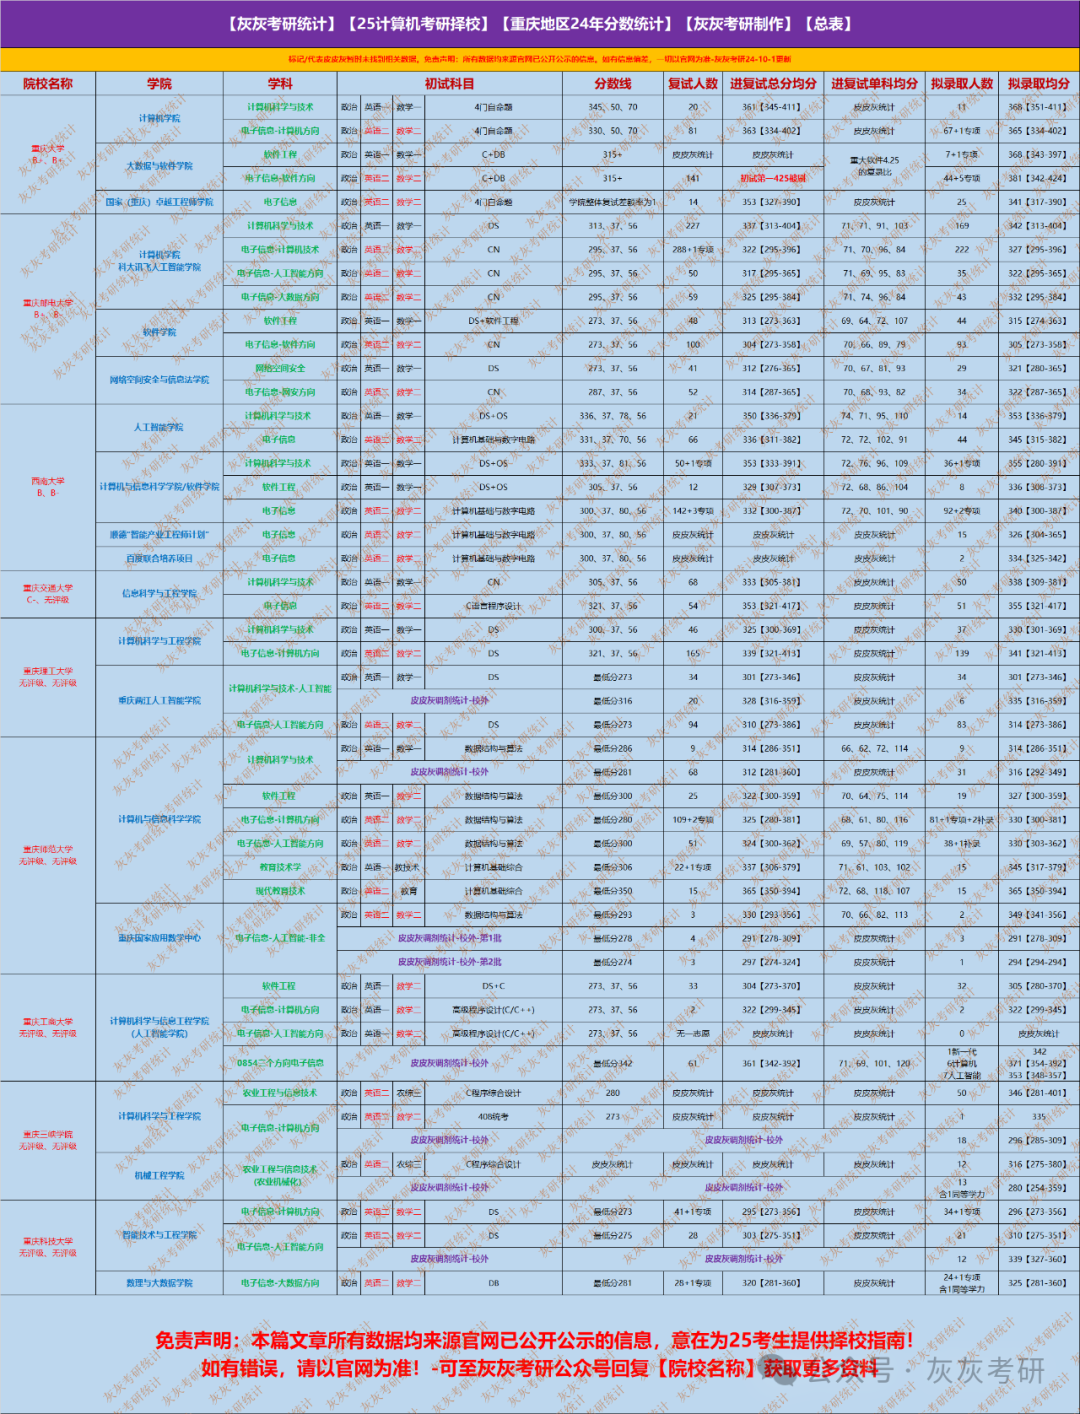 【灰灰考研统计】【25计算机考研择校】【重庆地区24年分数统计】【灰灰考研制作】【总表】
标记/代表皮皮灰暂时未找到相关数据，免责声明：所有数据均来源官网已公开公示的信息，如有信息偏差，一切以官网为准-灰灰考研24-10-1更新
院校名称 学院 学科 初试科目 分数线 复试人数 进复试总分均分 进复试单科均分 拟录取人数 拟录取均分
重庆大学 B+、B+
计算机学院
计算机科学与技术 政治 英语一 数学一 4门自命题 345、50、70 20 361【345-411】 皮皮灰统计 11 368【351-411】
电子信息-计算机方向 政治 英语二 数学二 4门自命题 330、50、70 81 363【334-402】 皮皮灰统计 67+1专项 365【334-402】
大数据与软件学院
软件工程 政治 英语一 数学一 C+DB 315+ 皮皮灰统计 皮皮灰统计 重大软件4.25的复录比 7+1专项 368【343-397】
电子信息-软件方向 政治 英语二 数学二 C+DB 315+ 141 初试第一425被刷 44+5专项 381【342-424】
国家（重庆）卓越工程师学院 电子信息 政治 英语二 数学二 4门自命题 学院整体复试差额率为1 14 353【327-390】 皮皮灰统计 25 341【317-390】
重庆邮电大学 B+、B-
计算机学院
科大讯飞人工智能学院
计算机科学与技术 政治 英语一 数学一 DS 313、37、56 227 337【313-404】 71、71、91、103 169 342【313-404】
电子信息-计算机技术 政治 英语二 数学二 CN 295、37、56 288+1专项 322【295-396】 71、70、96、84 222 327【295-396】
电子信息-人工智能方向 政治 英语二 数学二 CN 295、37、56 50 317【295-365】 71、69、95、83 35 322【295-365】
电子信息-大数据方向 政治 英语二 数学二 CN 295、37、56 59 325【295-384】 71、74、96、84 43 332【295-384】
软件学院
软件工程 政治 英语一 数学一 DS+软件工程 273、37、56 48 313【273-363】 69、64、72、107 44 315【274-363】
电子信息-软件方向 政治 英语二 数学二 CN 273、37、56 100 304【273-358】 70、66、89、79 93 305【273-358】
网络空间安全与信息法学院
网络空间安全 政治 英语一 数学一 DS 273、37、56 41 312【276-365】 70、67、81、93 29 321【280-365】
电子信息-网安方向 政治 英语二 数学二 CN 287、37、56 52 314【287-365】 70、68、93、82 34 322【287-365】
西南大学 B、B-
人工智能学院
计算机科学与技术 政治 英语一 数学一 DS+OS 336、37、78、56 21 350【336-379】 74、71、95、110 14 353【336-379】
电子信息 政治 英语二 数学二 计算机基础与数字电路 331、37、70、56 66 336【311-382】 72、72、102、91 44 345【315-382】
计算机与信息科学学院/软件学院
计算机科学与技术 政治 英语一 数学一 DS+OS 333、37、81、56 50+1专项 353【333-391】 72、76、96、109 36+1专项 355【280-391】
软件工程 政治 英语一 数学一 DS+OS 305、37、56 12 329【307-373】 72、68、86、104 8 336【308-373】
电子信息 政治 英语二 数学二 计算机基础与数字电路 300、37、80、56 142+3专项 332【300-387】 72、70、101、90 92+2专项 340【300-387】
"智能产业工程师计划" 电子信息 政治 英语二 数学二 计算机基础与数字电路 300、37、80、56 皮皮灰统计 皮皮灰统计 皮皮灰统计 15 326【304-365】
百度联合培养项目 电子信息 政治 英语二 数学二 计算机基础与数字电路 300、37、80、56 皮皮灰统计 皮皮灰统计 皮皮灰统计 2 334【325-342】
重庆交通大学 C-、无评级
信息科学与工程学院
计算机科学与技术 政治 英语一 数学一 CN 305、37、56 68 333【305-381】 皮皮灰统计 50 338【309-381】
电子信息 政治 英语二 数学二 C语言程序设计 321、37、56 54 353【321-417】 皮皮灰统计 51 355【321-417】
重庆理工大学 无评级、无评级
计算机科学与工程学院
计算机科学与技术 政治 英语一 数学一 DS 300、37、56 46 325【300-369】 皮皮灰统计 37 330【301-369】
电子信息-计算机方向 政治 英语二 数学二 DS 321、37、56 165 339【321-413】 皮皮灰统计 139 341【321-413】
重庆两江人工智能学院
计算机科学与技术-人工智能 政治 英语一 数学一 DS 最低分273 34 301【273-346】 皮皮灰统计 34 301【273-346】
皮皮灰调剂统计-校外 最低分316 20 328【316-359】 皮皮灰统计 6 335【316-359】
电子信息-人工智能方向 政治 英语二 数学二 DS 最低分273 94 310【273-386】 皮皮灰统计 83 314【273-386】
重庆师范大学 无评级、无评级
计算机与信息科学学院
计算机科学与技术 政治 英语一 数学一 数据结构与算法 最低分286 9 314【286-351】 66、62、72、114 9 314【286-351】
皮皮灰调剂统计-校外 最低分281 68 312【281-360】 皮皮灰统计 31 316【292-349】
软件工程 政治 英语一 数学二 数据结构与算法 最低分300 25 322【300-359】 70、64、75、114 19 327【300-359】
电子信息-计算机方向 政治 英语二 数学二 数据结构与算法 最低分280 109+2专项 325【280-381】 68、61、80、116 81+1专项+2补录 330【300-381】
电子信息-人工智能方向 政治 英语二 数学二 数据结构与算法 最低分300 51 324【300-362】 69、57、80、119 38+1补录 330【303-362】
教育技术学 政治 英语一 教技术 计算机基础综合 最低分306 22+1专项 337【306-379】 71、61、103、102 15 345【317-379】
现代教育技术 政治 英语二 教育 计算机基础综合 最低分350 15 365【350-394】 72、68、118、107 15 365【350-394】
重庆国家应用数学中心
电子信息-人工智能-非全 政治 英语二 数学二 数据结构与算法 最低分293 3 330【293-356】 70、66、82、113 2 349【341-356】
皮皮灰调剂统计-校外-第1批 最低分278 4 291【278-309】 皮皮灰统计 3 291【278-309】
皮皮灰调剂统计-校外-第2批 最低分274 3 297【274-324】 皮皮灰统计 1 294【294-294】
重庆工商大学 无评级、无评级
计算机科学与信息工程学院
(人工智能学院)
软件工程 政治 英语一 数学二 DS+C 273、37、56 33 304【273-370】 皮皮灰统计 32 305【280-370】
电子信息-计算机方向 政治 英语一 数学二 高级程序设计(C/C++) 273、37、56 2 322【299-345】 皮皮灰统计 2 322【299-345】
电子信息-人工智能方向 政治 英语一 数学二 高级程序设计(C/C++) 273、37、56 无一志愿 皮皮灰统计 皮皮灰统计 0 皮皮灰统计
0854三个方向电子信息 皮皮灰调剂统计-校外 最低分342 61 361【342-392】 71、69、101、120 1新一代 6计算机 7人工智能 342 371【354-392】 353【348-357】
重庆三峡学院 无评级、无评级
计算机科学与工程学院
农业工程与信息技术 政治 英语二 农综三 C程序综合设计 280 皮皮灰统计 皮皮灰统计 皮皮灰统计 50 346【281-401】
电子信息-计算机方向 政治 英语二 数学二 408统考 273 皮皮灰统计 皮皮灰统计 皮皮灰统计 1 335
皮皮灰调剂统计-校外 皮皮灰调剂统计-校外 18 296【285-309】
机械工程学院
农业工程与信息技术
(农业机械化) 政治 英语二 农综三 C程序综合设计 皮皮灰统计 皮皮灰统计 皮皮灰统计 皮皮灰统计 12 316【275-380】
皮皮灰调剂统计-校外 皮皮灰调剂统计-校外 13 含1同等学力 280【254-359】
重庆科技大学 无评级、无评级
智能技术与工程学院
电子信息-计算机方向 政治 英语二 数学二 DS 最低分273 41+1专项 295【273-356】 皮皮灰统计 34+1专项 296【273-356】
电子信息-人工智能方向 政治 英语二 数学二 DS 最低分275 28 303【275-351】 皮皮灰统计 21 310【275-351】
皮皮灰调剂统计-校外 皮皮灰调剂统计-校外 12 339【327-360】
数理与大数据学院 电子信息-大数据方向 政治 英语二 数学二 DB 最低分281 28+1专项 320【281-360】 皮皮灰统计 24+1专项 含1同等学力 325【281-360】
免责声明：本篇文章所有数据均来源官网已公开公示的信息，意在为25考生提供择校指南！
如有错误，请以官网为准！-可至灰灰考研公众号回复【院校名称】获取更多资料
公众号 · 灰灰考研